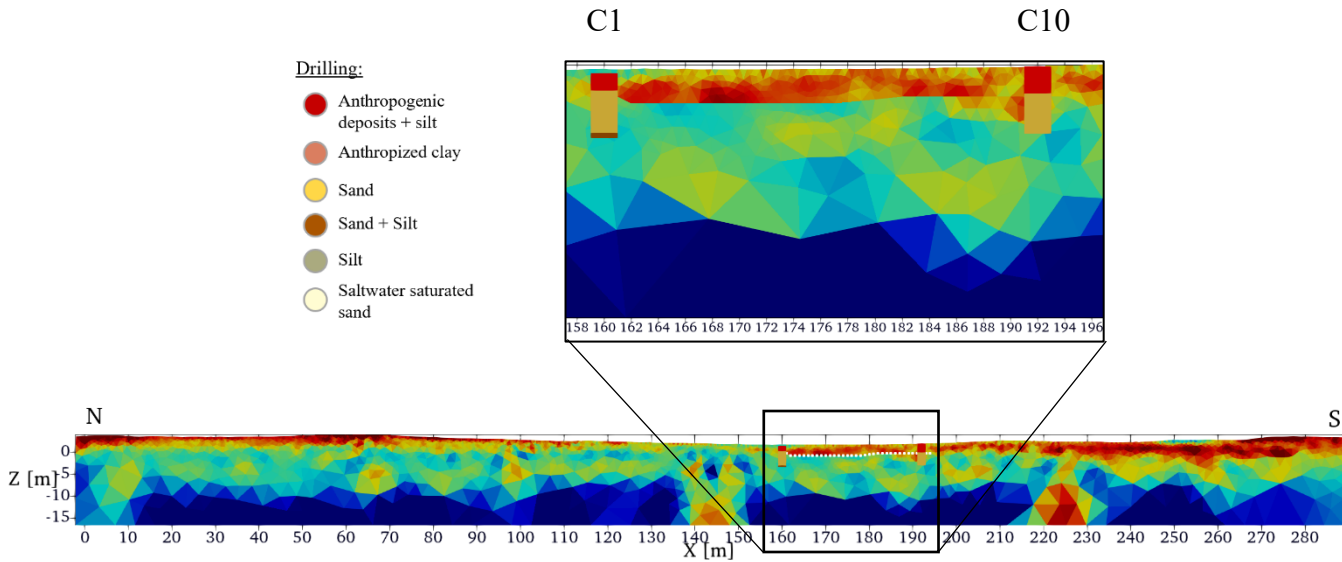 C1 C10
Drilling:
Anthropogenic
deposits + silt
Anthropized clay
Sand
Sand + Silt
Silt
Saltwater saturated
sand
158 160 162 164 166 168 170 172 174 176 178 180 182 184 186 188 190 192 194 196
N S
0
Z [m] -5
-10
-15
0 10 20 30 40 50 60 70 80 90 100 110 120 130 140 150 160 170 180 190 200 210 220 230 240 250 260 270 280
X [m]